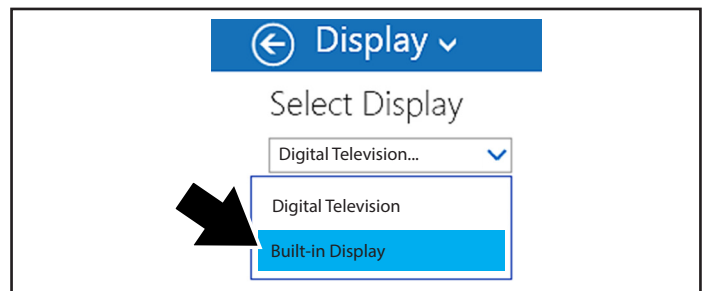 Display
Select Display
Digital Television...
Digital Television
Built-in Display